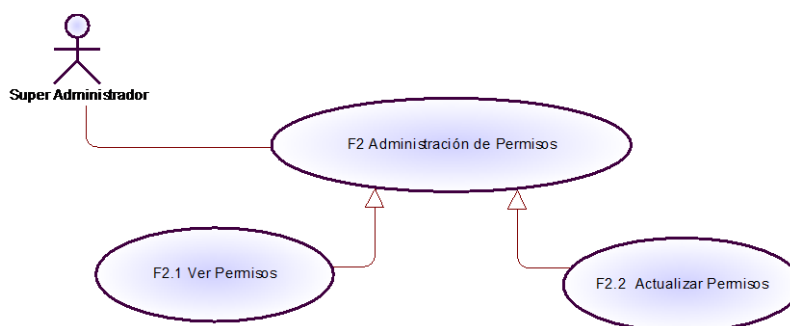 Super Administrador
F2 Administración de Permisos
F2.1 Ver Permisos
F2.2 Actualizar Permisos